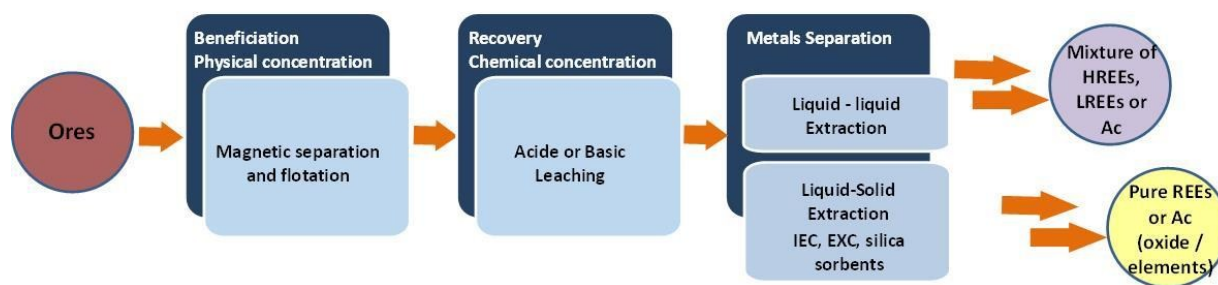 Ores
Beneficiation
Physical concentration
Magnetic separation
and flotation
Recovery
Chemical concentration
Acide or Basic
Leaching
Metals Separation
Liquid - liquid
Extraction
Liquid-Solid
Extraction
IEC, EXC, silica
sorbents
Mixture of
HREEs,
LREEs or
Ac
Pure REEs
or Ac
(oxide /
elements)